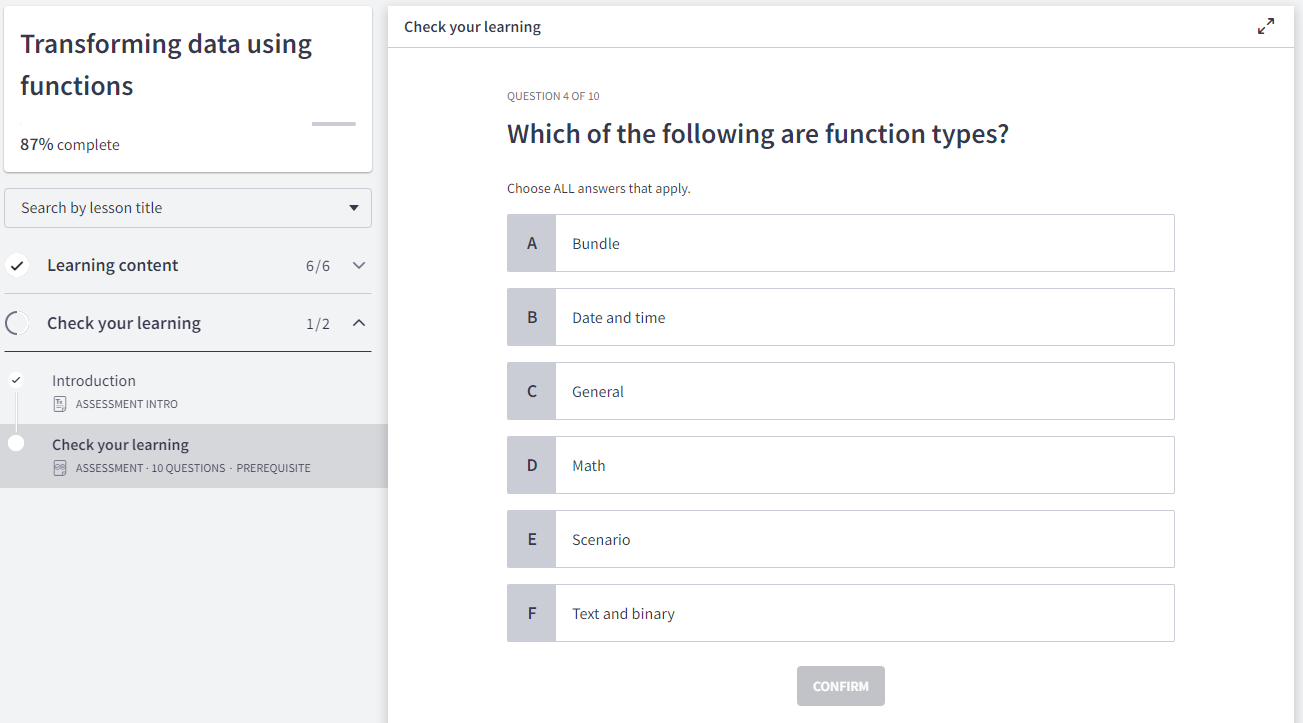 Transforming data using
functions
87% complete
Search by lesson title
Learning content 6/6
Check your learning 1/2
Introduction
ASSESSMENT INTRO
Check your learning
ASSESSMENT · 10 QUESTIONS · PREREQUISITE
Check your learning
QUESTION 4 OF 10
Which of the following are function types?
Choose ALL answers that apply.
A Bundle
B Date and time
C General
D Math
E Scenario
F Text and binary
CONFIRM